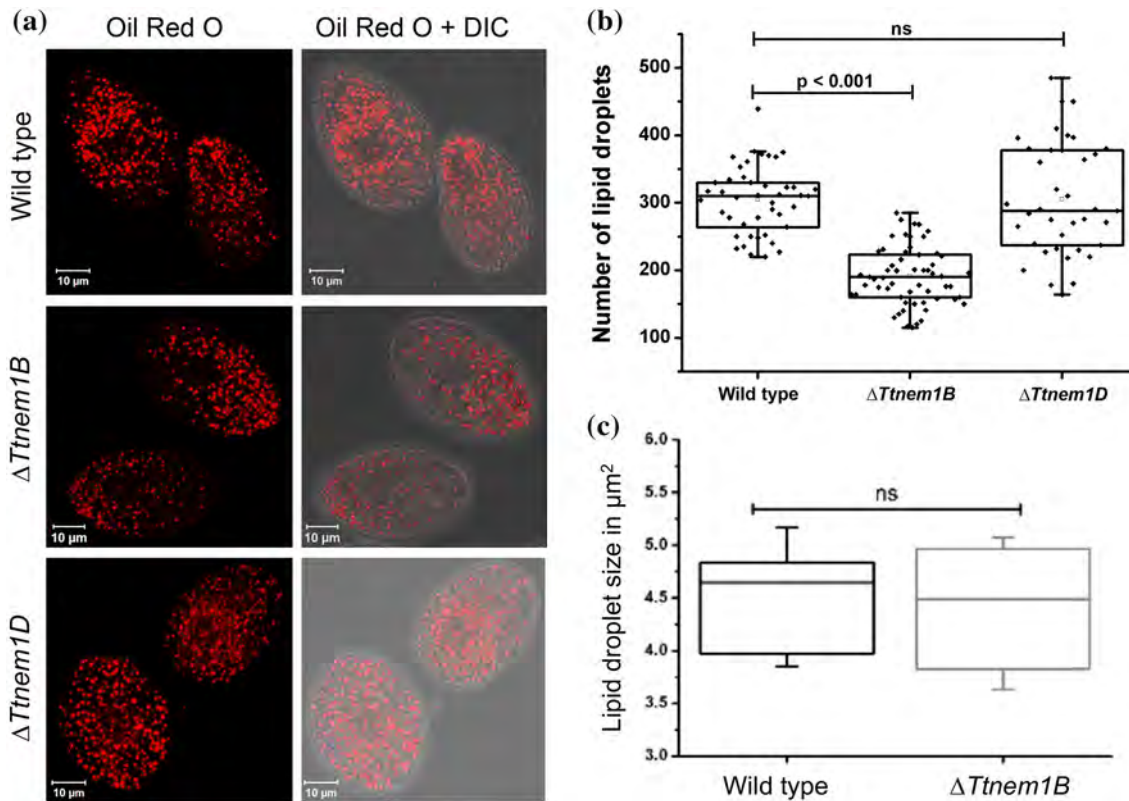 (a)
Oil Red O
Oil Red O + DIC
Wild type
10 µm
10 µm
ΔTtnem1B
10 µm
10 µm
ΔTtnem1D
10 µm
10 µm
(b)
Number of lipid droplets
500
400
300
200
100
ns
p < 0.001
Wild type
ΔTtnem1B
ΔTtnem1D
(c)
Lipid droplet size in µm²
6.0
5.5
5.0
4.5
4.0
3.5
3.0
ns
Wild type
ΔTtnem1B